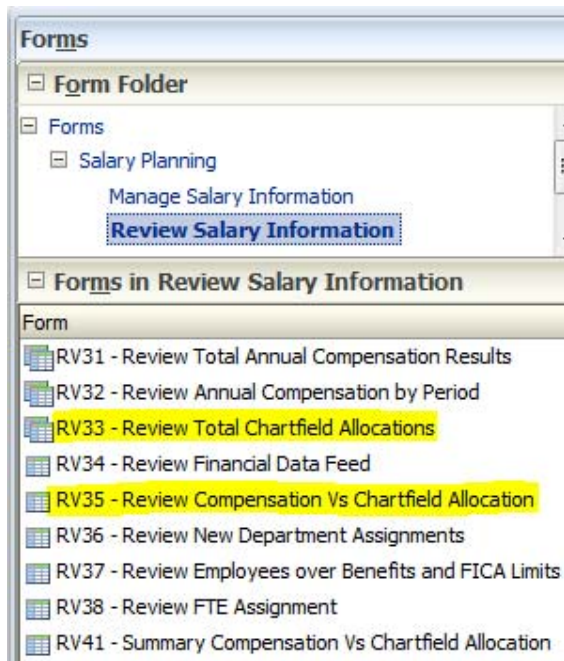 Forms
Form Folder
Forms
Salary Planning
Manage Salary Information
Review Salary Information
Forms in Review Salary Information
Form
RV31 - Review Total Annual Compensation Results
RV32 - Review Annual Compensation by Period
RV33 - Review Total Chartfield Allocations
RV34 - Review Financial Data Feed
RV35 - Review Compensation Vs Chartfield Allocation
RV36 - Review New Department Assignments
RV37 - Review Employees over Benefits and FICA Limits
RV38 - Review FTE Assignment
RV41 - Summary Compensation Vs Chartfield Allocation